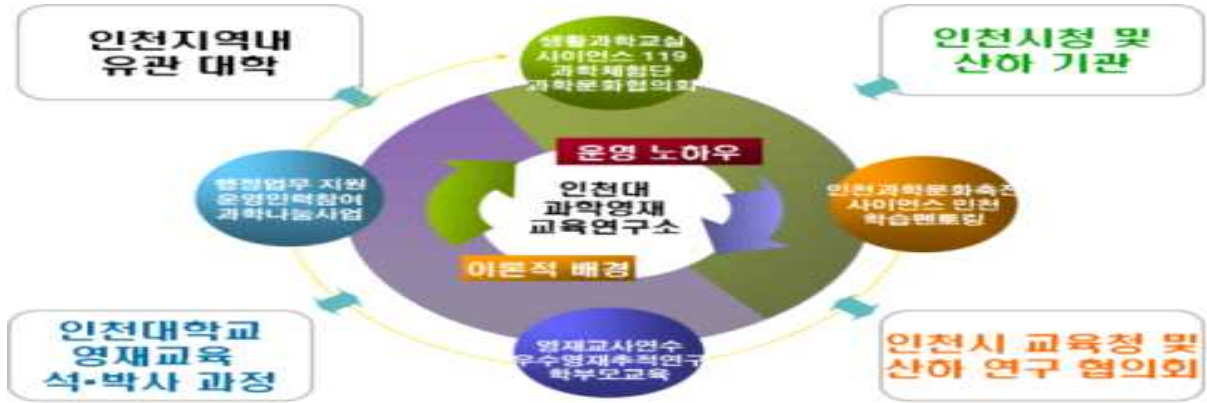 인천지역내
유관 대학
생활과학교실
사이언스 119
과학체험단
과학문화협의회
인천시청 및
산하 기관
운영 노하우
행정업무 지원
운영인력참여
과학나눔사업
인천대
과학영재
교육연구소
인천과학문화축전
사이언스 인천
학습멘토링
이론적 배경
인천대학교
영재교육
석·박사 과정
영재교사연수
우수영재추적연구
학부모교육
인천시 교육청 및
산하 연구 협의회